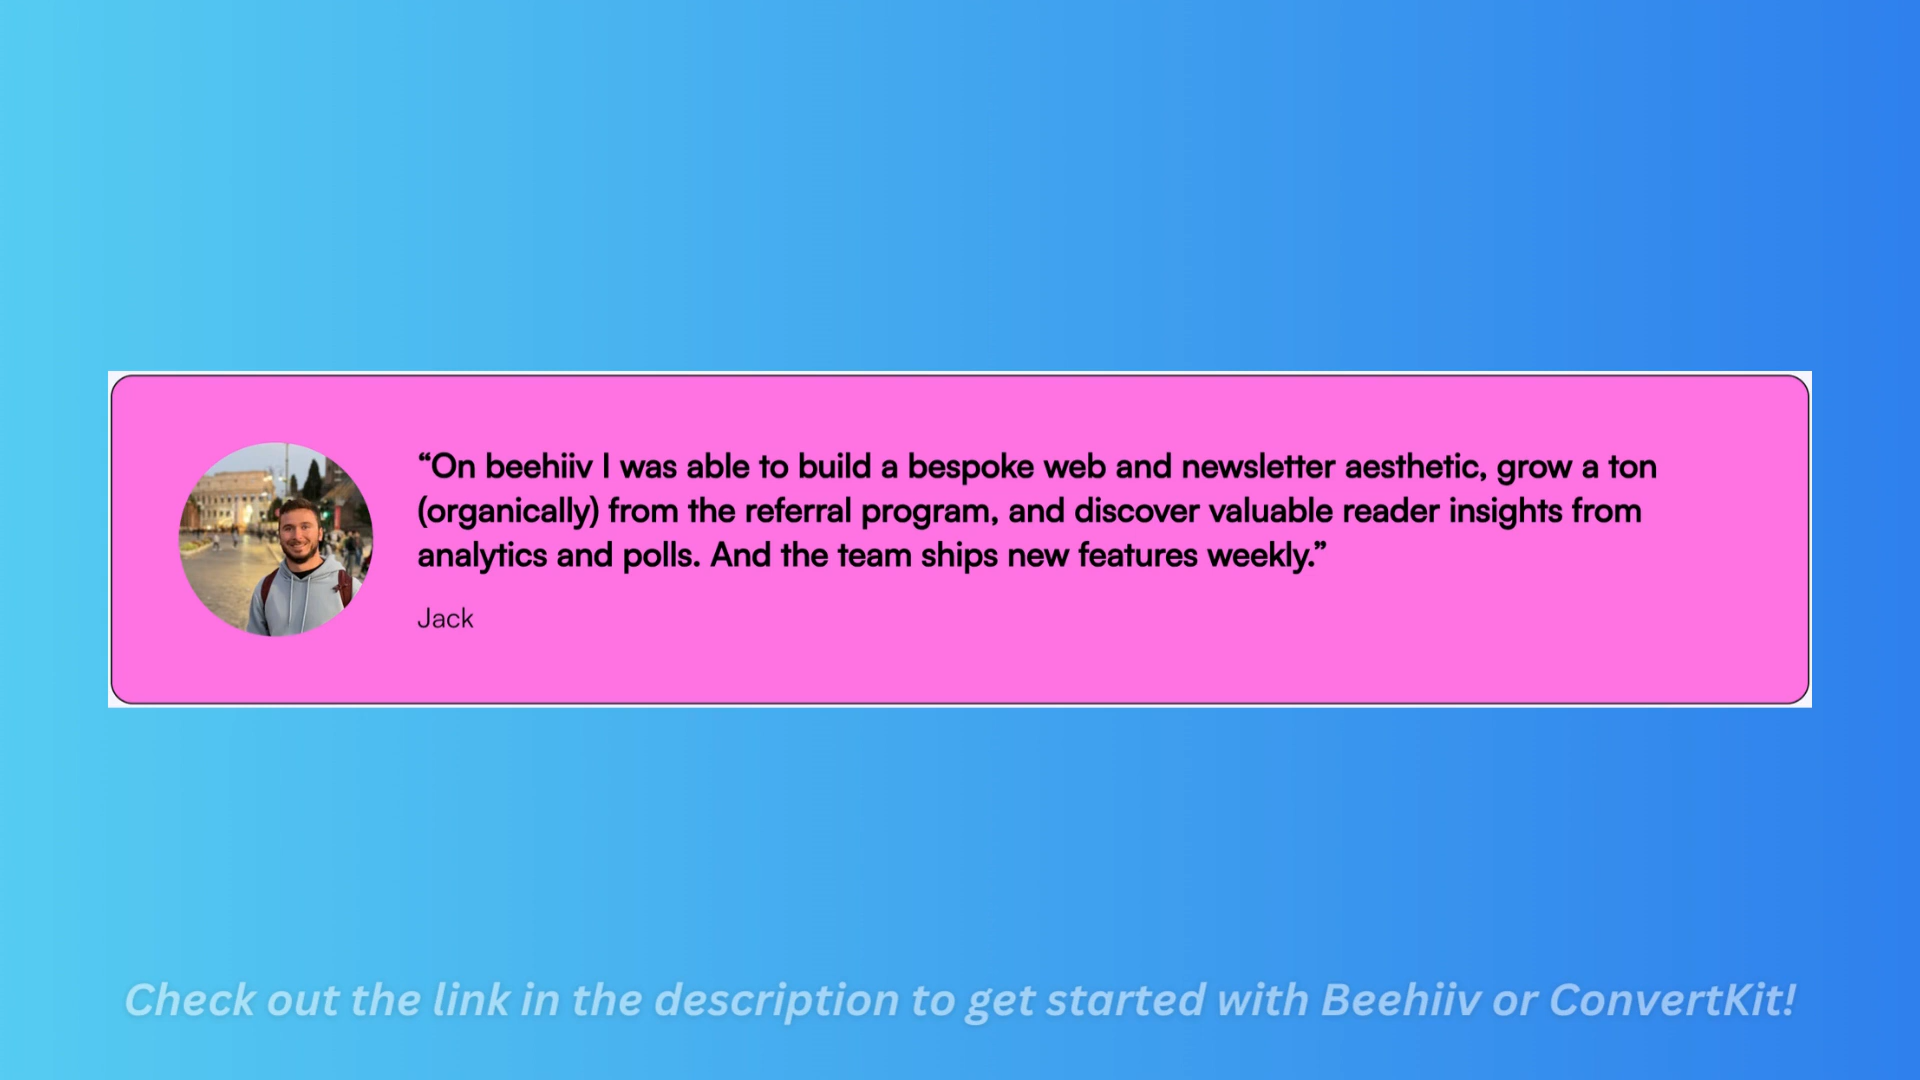 “On beehiiv I was able to build a bespoke web and newsletter aesthetic, grow a ton
(organically) from the referral program, and discover valuable reader insights from
analytics and polls. And the team ships new features weekly.”
Jack
Check out the link in the description to get started with Beehiiv or ConvertKit!